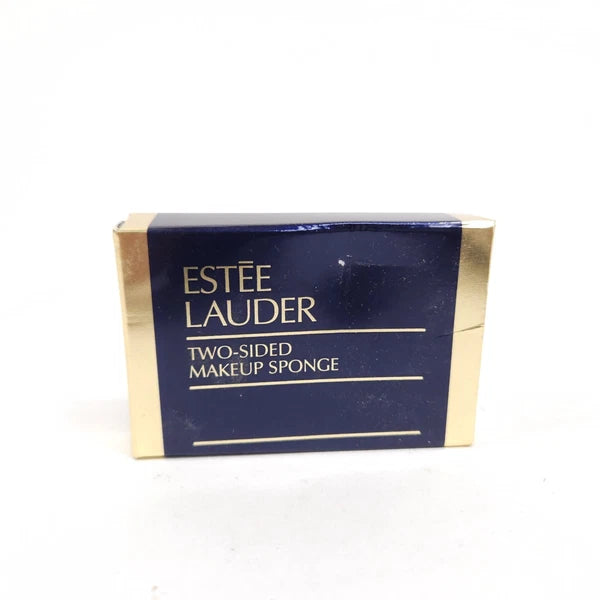 ESTĒE
LAUDER
TWO-SIDED
MAKEUP SPONGE